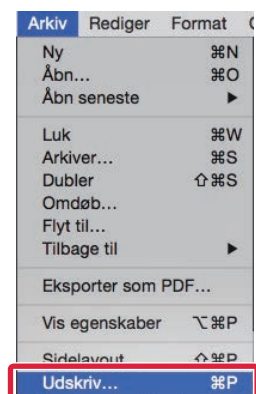 Arkiv Rediger Format
Ny ⌘N
Åbn... ⌘O
Åbn seneste ▶
Luk ⌘W
Arkiver... ⌘S
Dubler ⇧⌘S
Omdøb...
Flyt til...
Tilbage til ▶
Eksporter som PDF...
Vis egenskaber ⌥⌘P
Sidelayout ⇧⌘P
Udskriv... ⌘P